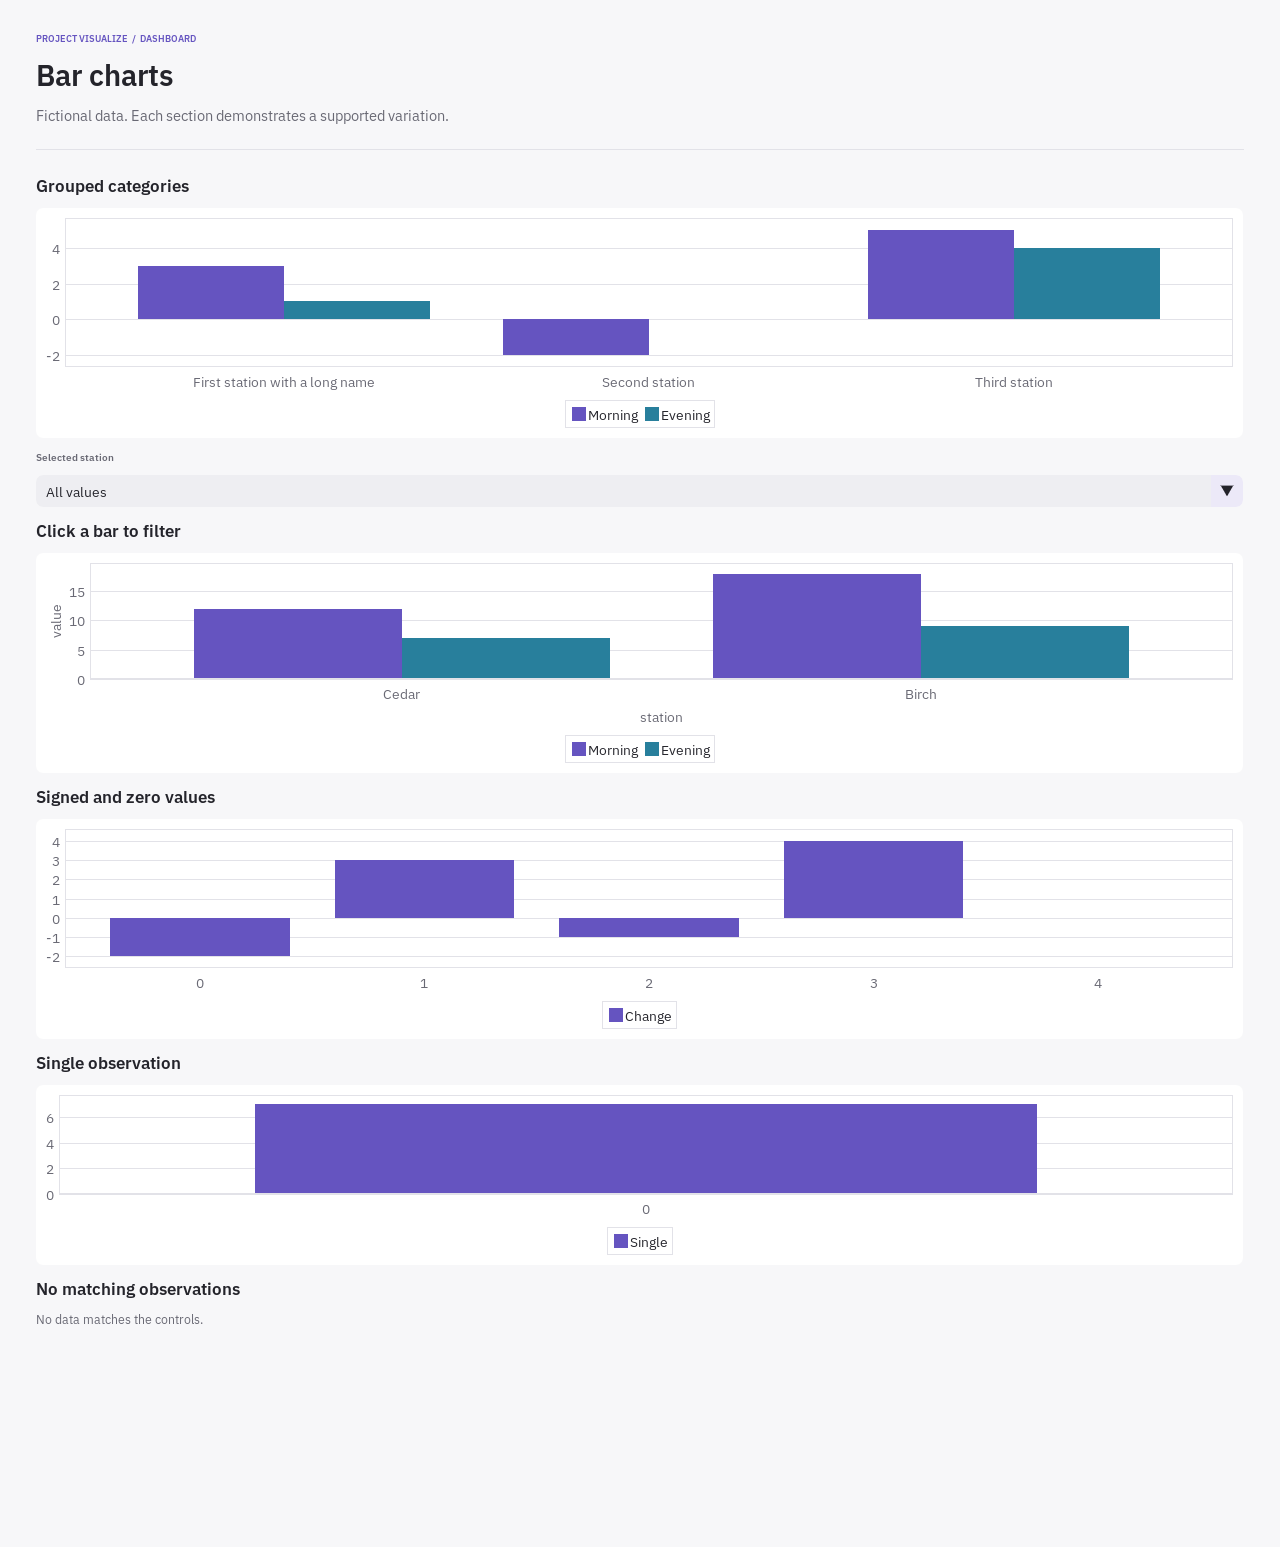 PROJECT VISUALIZE / DASHBOARD
Bar charts
Fictional data. Each section demonstrates a supported variation.
Grouped categories
4
2
0
-2
First station with a long name Second station Third station
Morning Evening
Selected station
All values ▼
Click a bar to filter
value
15
10
5
0
Cedar Birch
station
Morning Evening
Signed and zero values
4
3
2
1
0
-1
-2
0 1 2 3 4
Change
Single observation
6
4
2
0
0
Single
No matching observations
No data matches the controls.